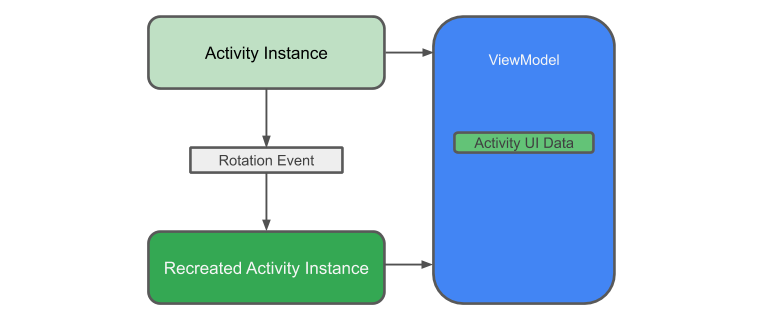 Activity Instance
ViewModel
Activity UI Data
Rotation Event
Recreated Activity Instance